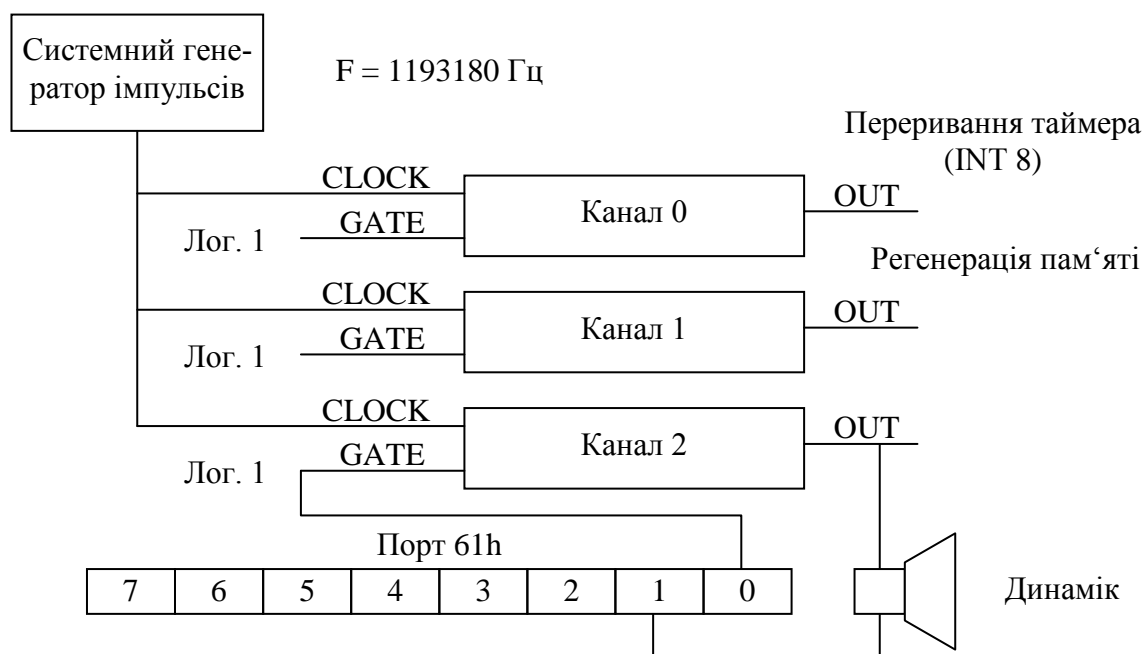 Системний гене-
ратор імпульсів
F = 1193180 Гц
Переривання таймера
(INT 8)
CLOCK
Канал 0
OUT
GATE
Лог. 1
Регенерація пам‘яті
CLOCK
Канал 1
OUT
GATE
Лог. 1
CLOCK
Канал 2
OUT
GATE
Лог. 1
Порт 61h
7 6 5 4 3 2 1 0
Динамік